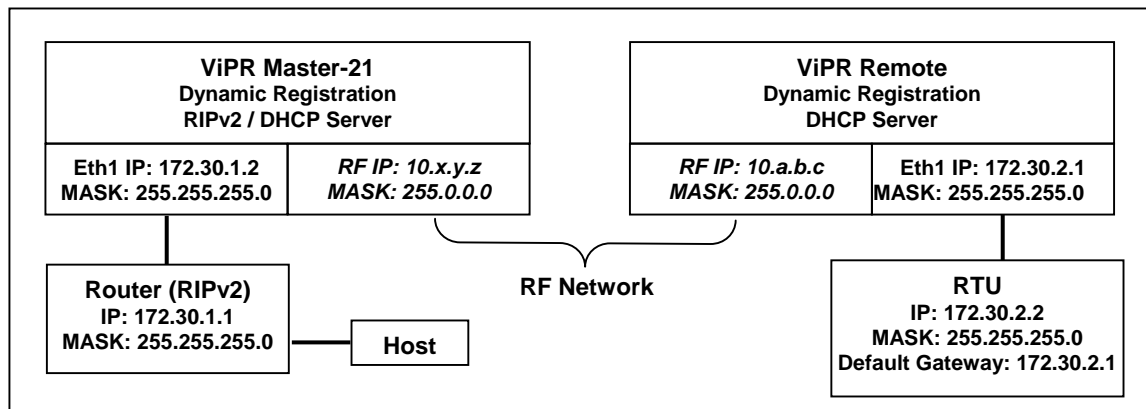 ViPR Master-21
Dynamic Registration
RIPv2 / DHCP Server
Eth1 IP: 172.30.1.2
MASK: 255.255.255.0
RF IP: 10.x.y.z
MASK: 255.0.0.0
ViPR Remote
Dynamic Registration
DHCP Server
RF IP: 10.a.b.c
MASK: 255.0.0.0
Eth1 IP: 172.30.2.1
MASK: 255.255.255.0
RF Network
Router (RIPv2)
IP: 172.30.1.1
MASK: 255.255.255.0
Host
RTU
IP: 172.30.2.2
MASK: 255.255.255.0
Default Gateway: 172.30.2.1